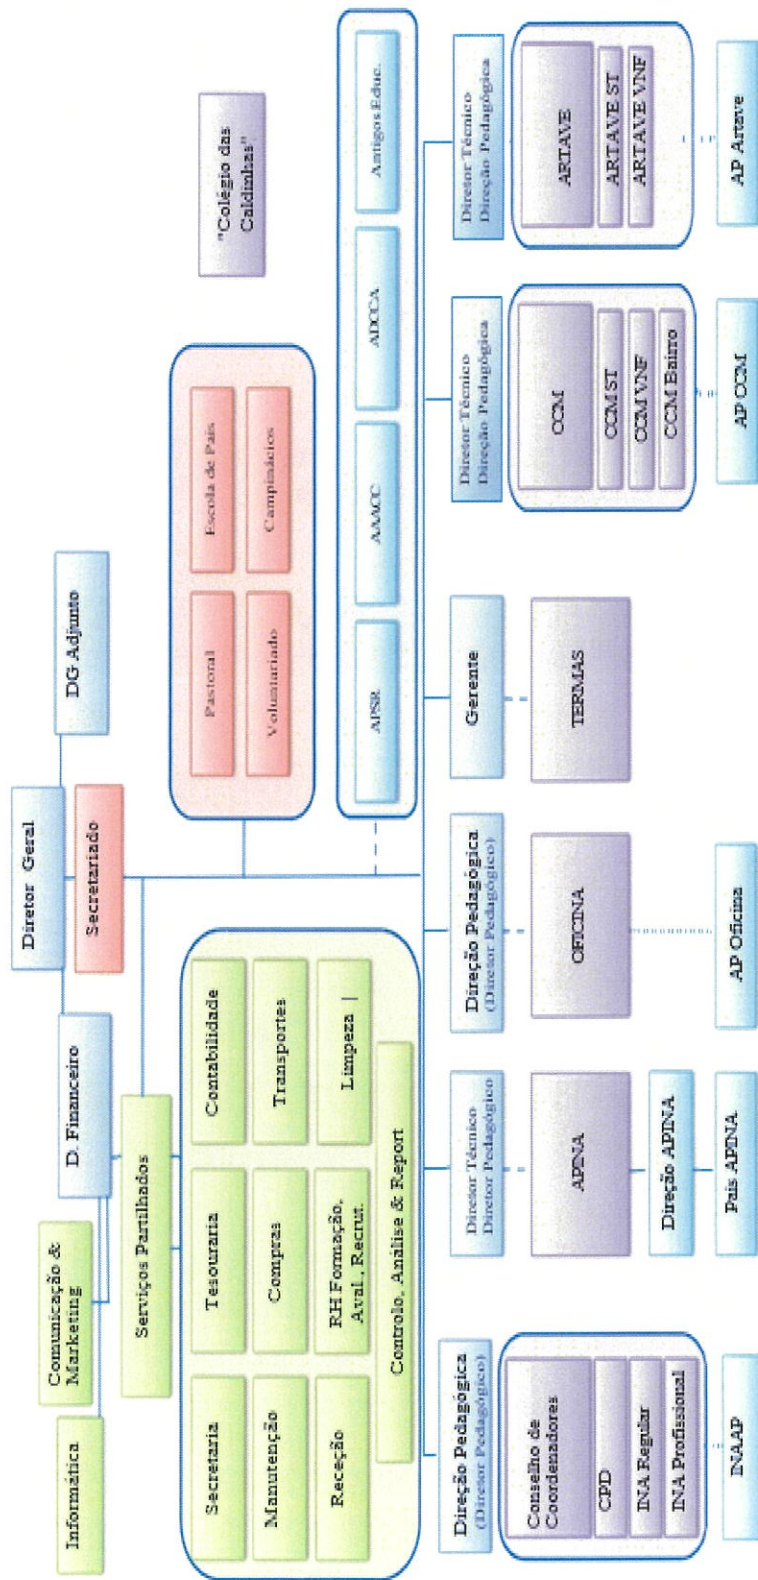 Diretor Geral
DG Adjunto
D. Financeiro
Secretariado
Comunicação &
Marketing
Informática
Serviços Partilhados
"Colégio das
Caldinhas"
Secretaria
Tesouraria
Contabilidade
Manutenção
Compras
Transportes
Receção
RH Formação,
Aval., Recrut.
Limpeza |
Controlo, Análise & Report
Pastoral
Escola de Pais
Voluntariado
Campinácios
APSR
AAACC
ADCCA
Antigos Educ.
Direção Pedagógica
(Diretor Pedagógico)
Conselho de
Coordenadores
CPD
INA Regular
INA Profissional
INAAP
Diretor Técnico
Diretor Pedagógico
APINA
Direção APINA
Pais APINA
Direção Pedagógica
(Diretor Pedagógico)
OFICINA
AP Oficina
Gerente
TERMAS
Diretor Técnico
Direção Pedagógica
CCM
CCM ST
CCM VNF
CCM Bairro
AP CCM
Diretor Técnico
Direção Pedagógica
ARTAVE
ARTAVE ST
ARTAVE VNF
AP Artave